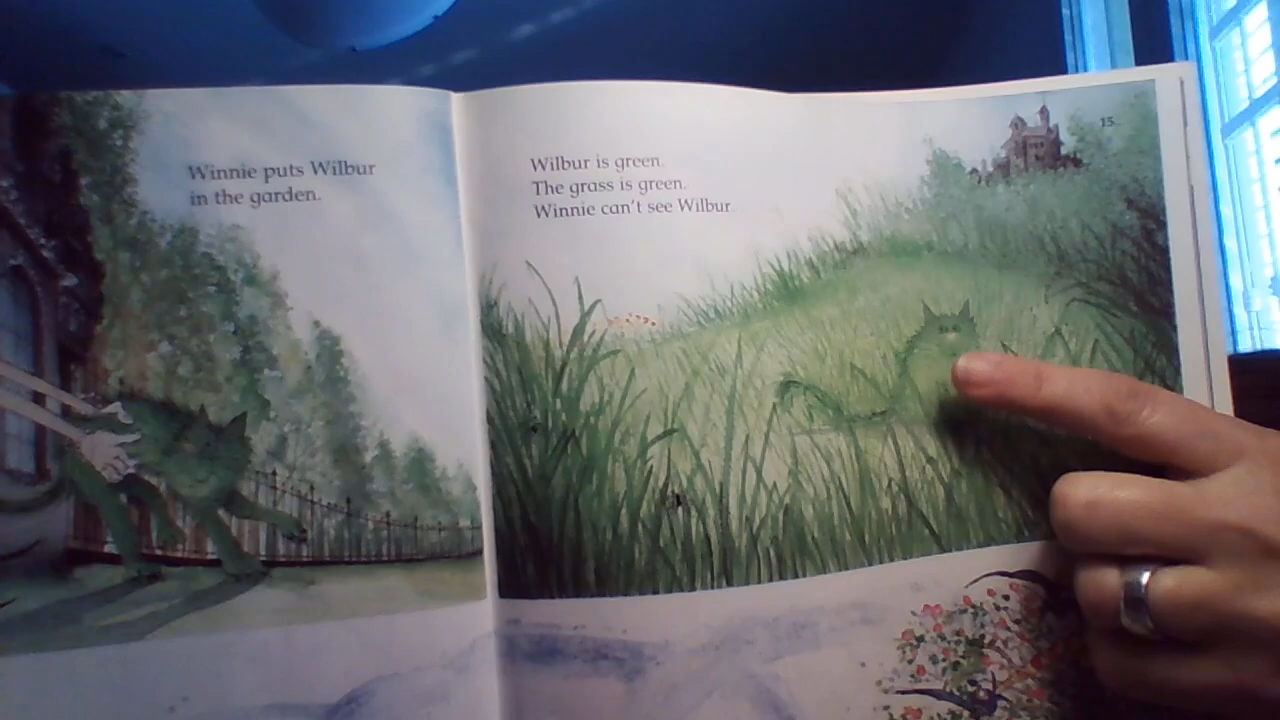 Winnie puts Wilbur
in the garden.
15
Wilbur is green.
The grass is green.
Winnie can't see Wilbur.